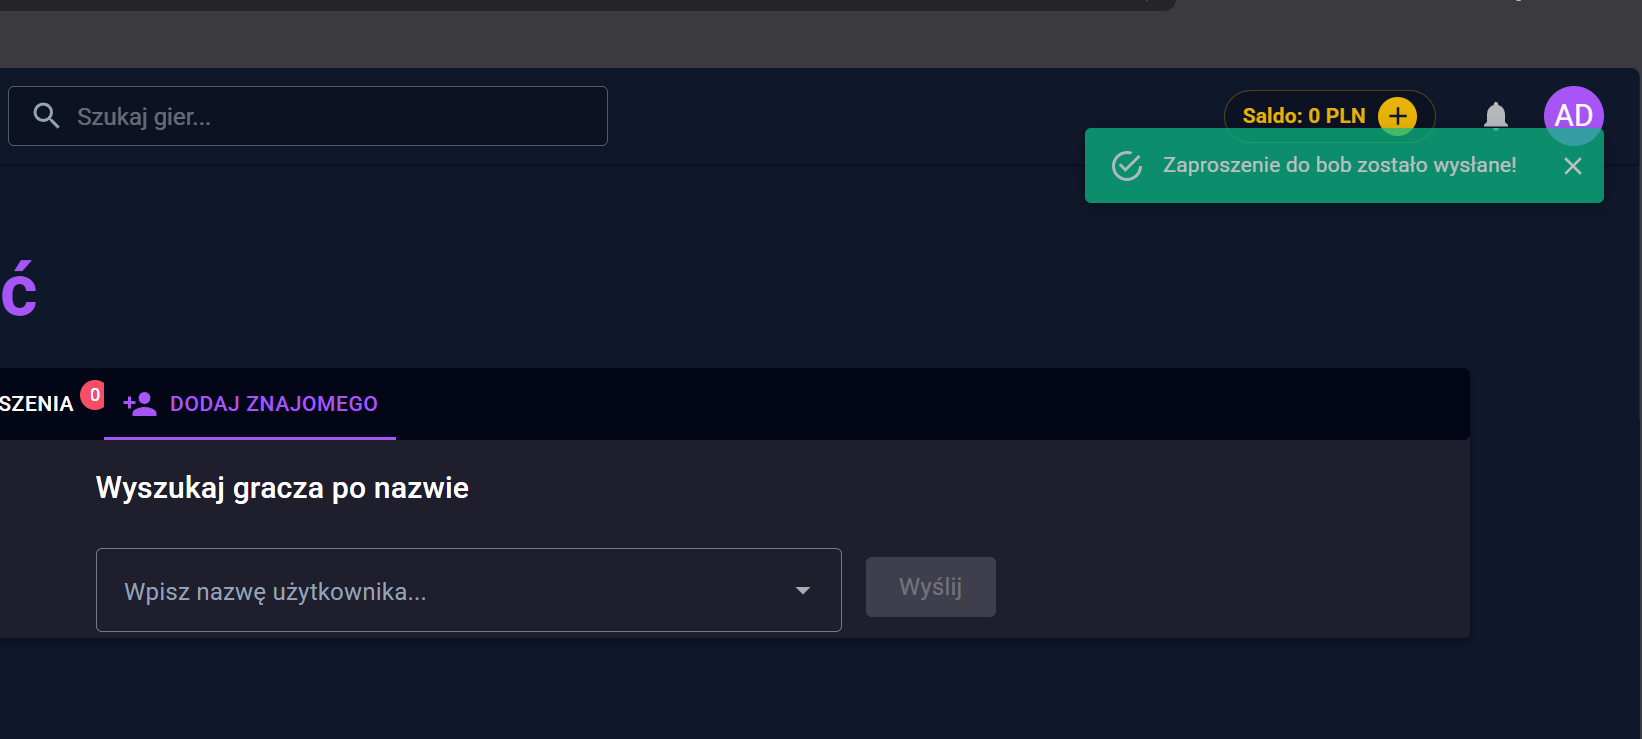 Szukaj gier...
Saldo: 0 PLN
AD
Zaproszenie do bob zostało wysłane!
ć
SZENIA 0
DODAJ ZNAJOMEGO
Wyszukaj gracza po nazwie
Wpisz nazwę użytkownika...
Wyślij